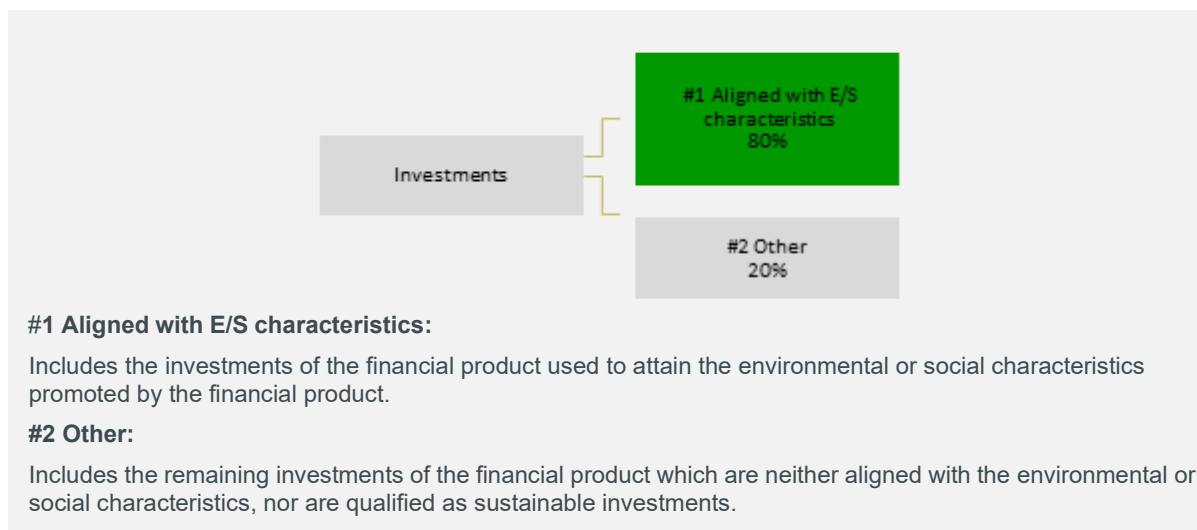 #1 Aligned with E/S
characteristics
80%
Investments
#2 Other
20%
#1 Aligned with E/S characteristics:
Includes the investments of the financial product used to attain the environmental or social characteristics
promoted by the financial product.
#2 Other:
Includes the remaining investments of the financial product which are neither aligned with the environmental or
social characteristics, nor are qualified as sustainable investments.